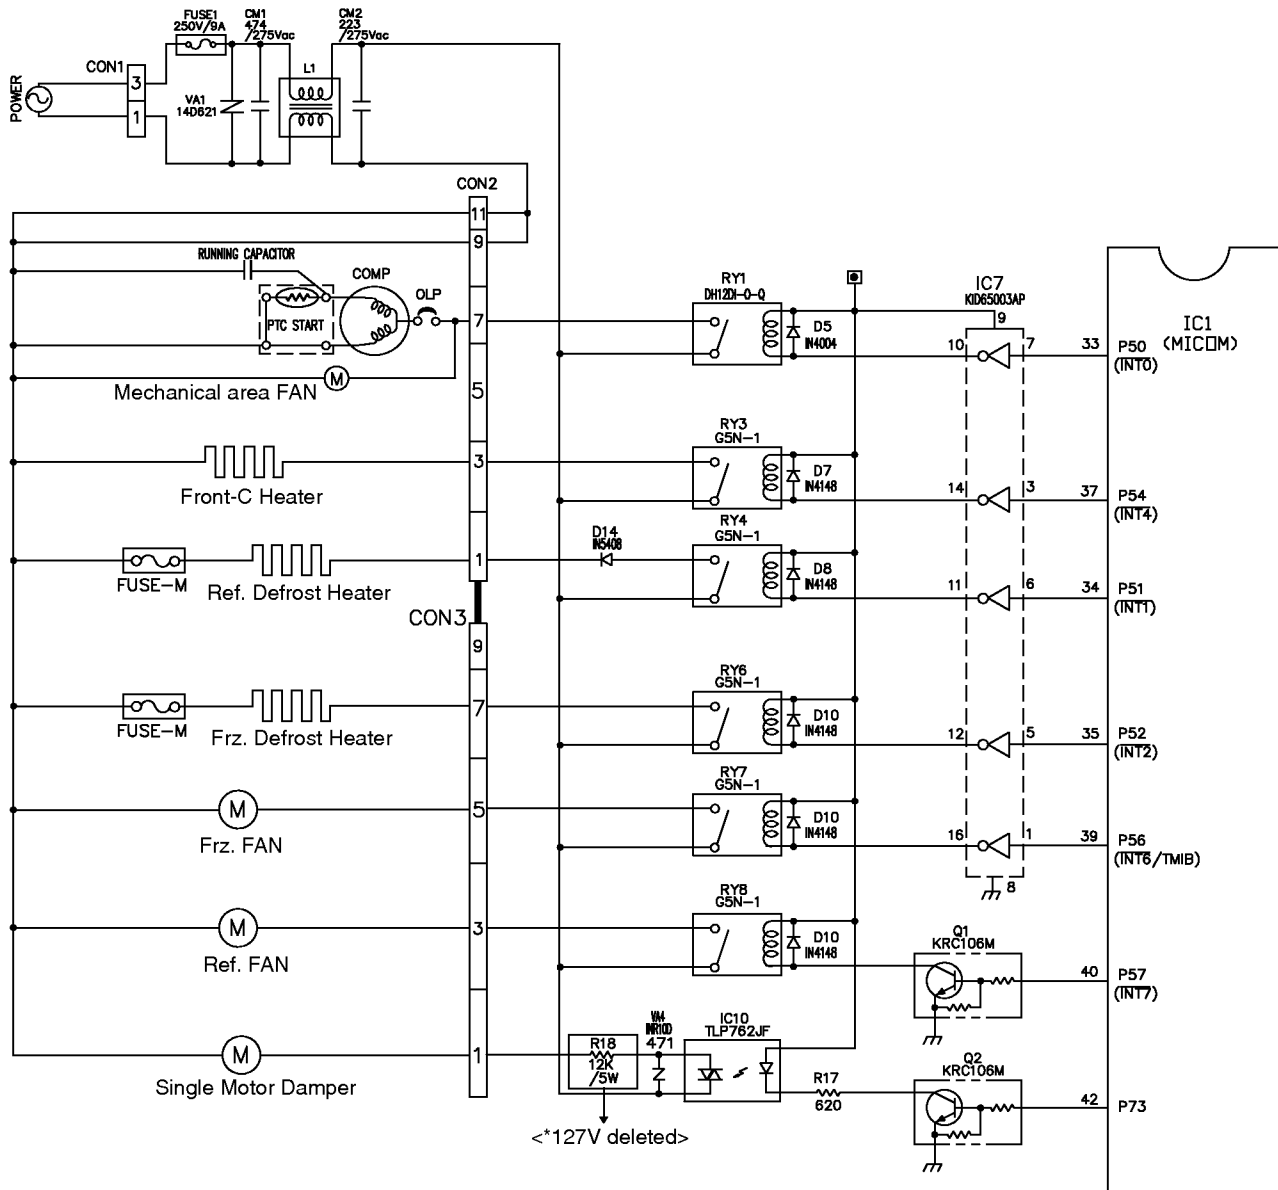 FUSE1
250V/9A
CM1
474
/275Vac
CM2
223
/275Vac
CON1
3
1
POWER
VA1
14D621
L1
CON2
11
9
RUNNING CAPACITOR
COMP
OLP
PTC START
7
Mechanical area FAN
M
5
RY1
DH12D1-O-Q
D5
IN4004
IC7
KID65003AP
9
10
7
33
P50
(INT0)
IC1
(MICOM)
Front-C Heater
3
RY3
G5N-1
D7
IN4148
14
3
37
P54
(INT4)
FUSE-M
Ref. Defrost Heater
1
D14
IN5408
RY4
G5N-1
D8
IN4148
11
6
34
P51
(INT1)
CON3
9
FUSE-M
Frz. Defrost Heater
7
RY6
G5N-1
D10
IN4148
12
5
35
P52
(INT2)
M
Frz. FAN
5
RY7
G5N-1
D10
IN4148
16
1
39
P56
(INT6/TMIB)
8
M
Ref. FAN
3
RY8
G5N-1
D10
IN4148
Q1
KRC106M
40
P57
(INT7)
M
Single Motor Damper
1
R18
12K
/5W
VA4
INR10D
471
IC10
TLP762JF
R17
620
Q2
KRC106M
42
P73
<*127V deleted>